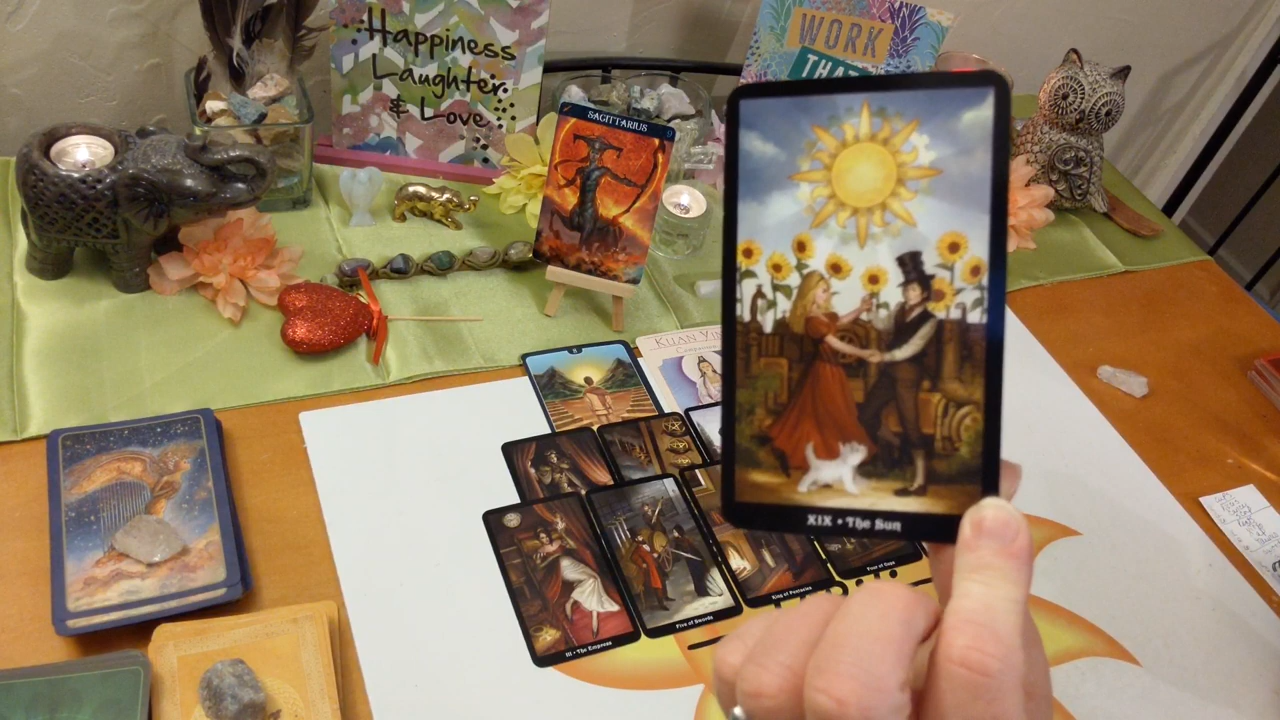 Happiness
Laughter
& Love
WORK
THAT
SAGITTARIUS
KUAN YIN
XIX • The Sun
III • The Empress
Five of Swords
King of Pentacles
Four of Cups